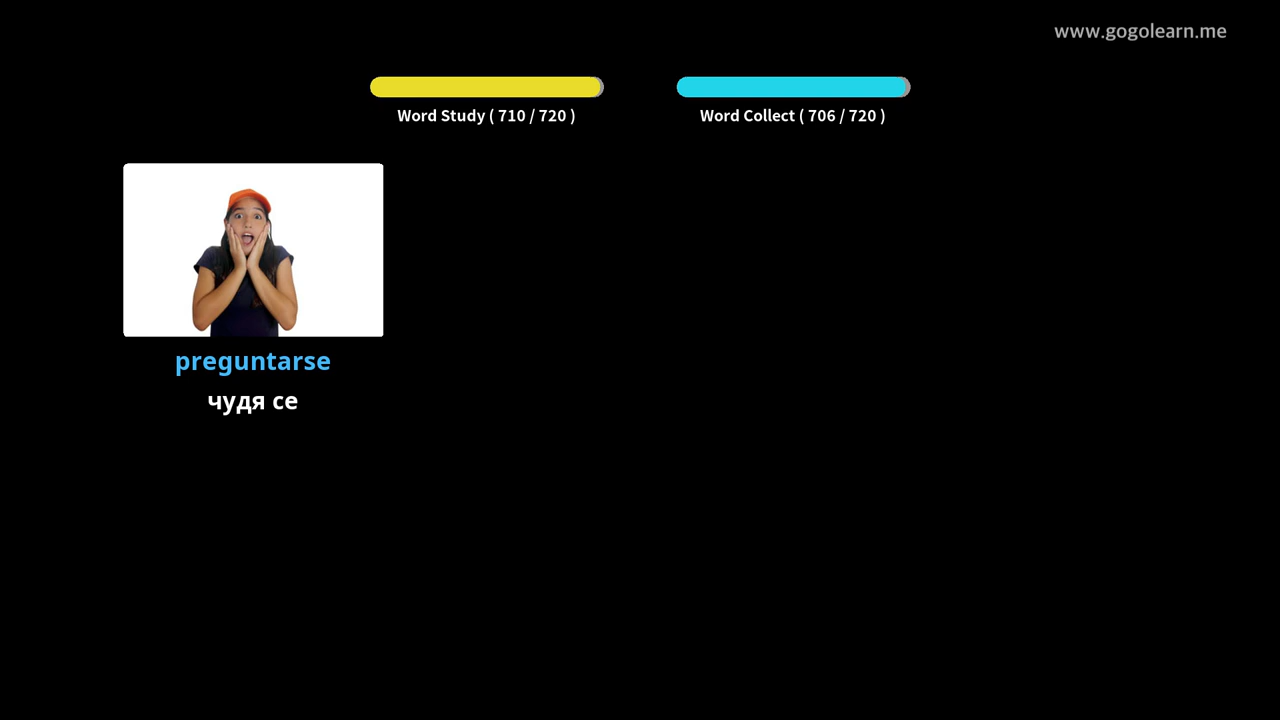 www.gogolearn.me
Word Study ( 710 / 720 )
Word Collect ( 706 / 720 )
preguntarse
чудя се